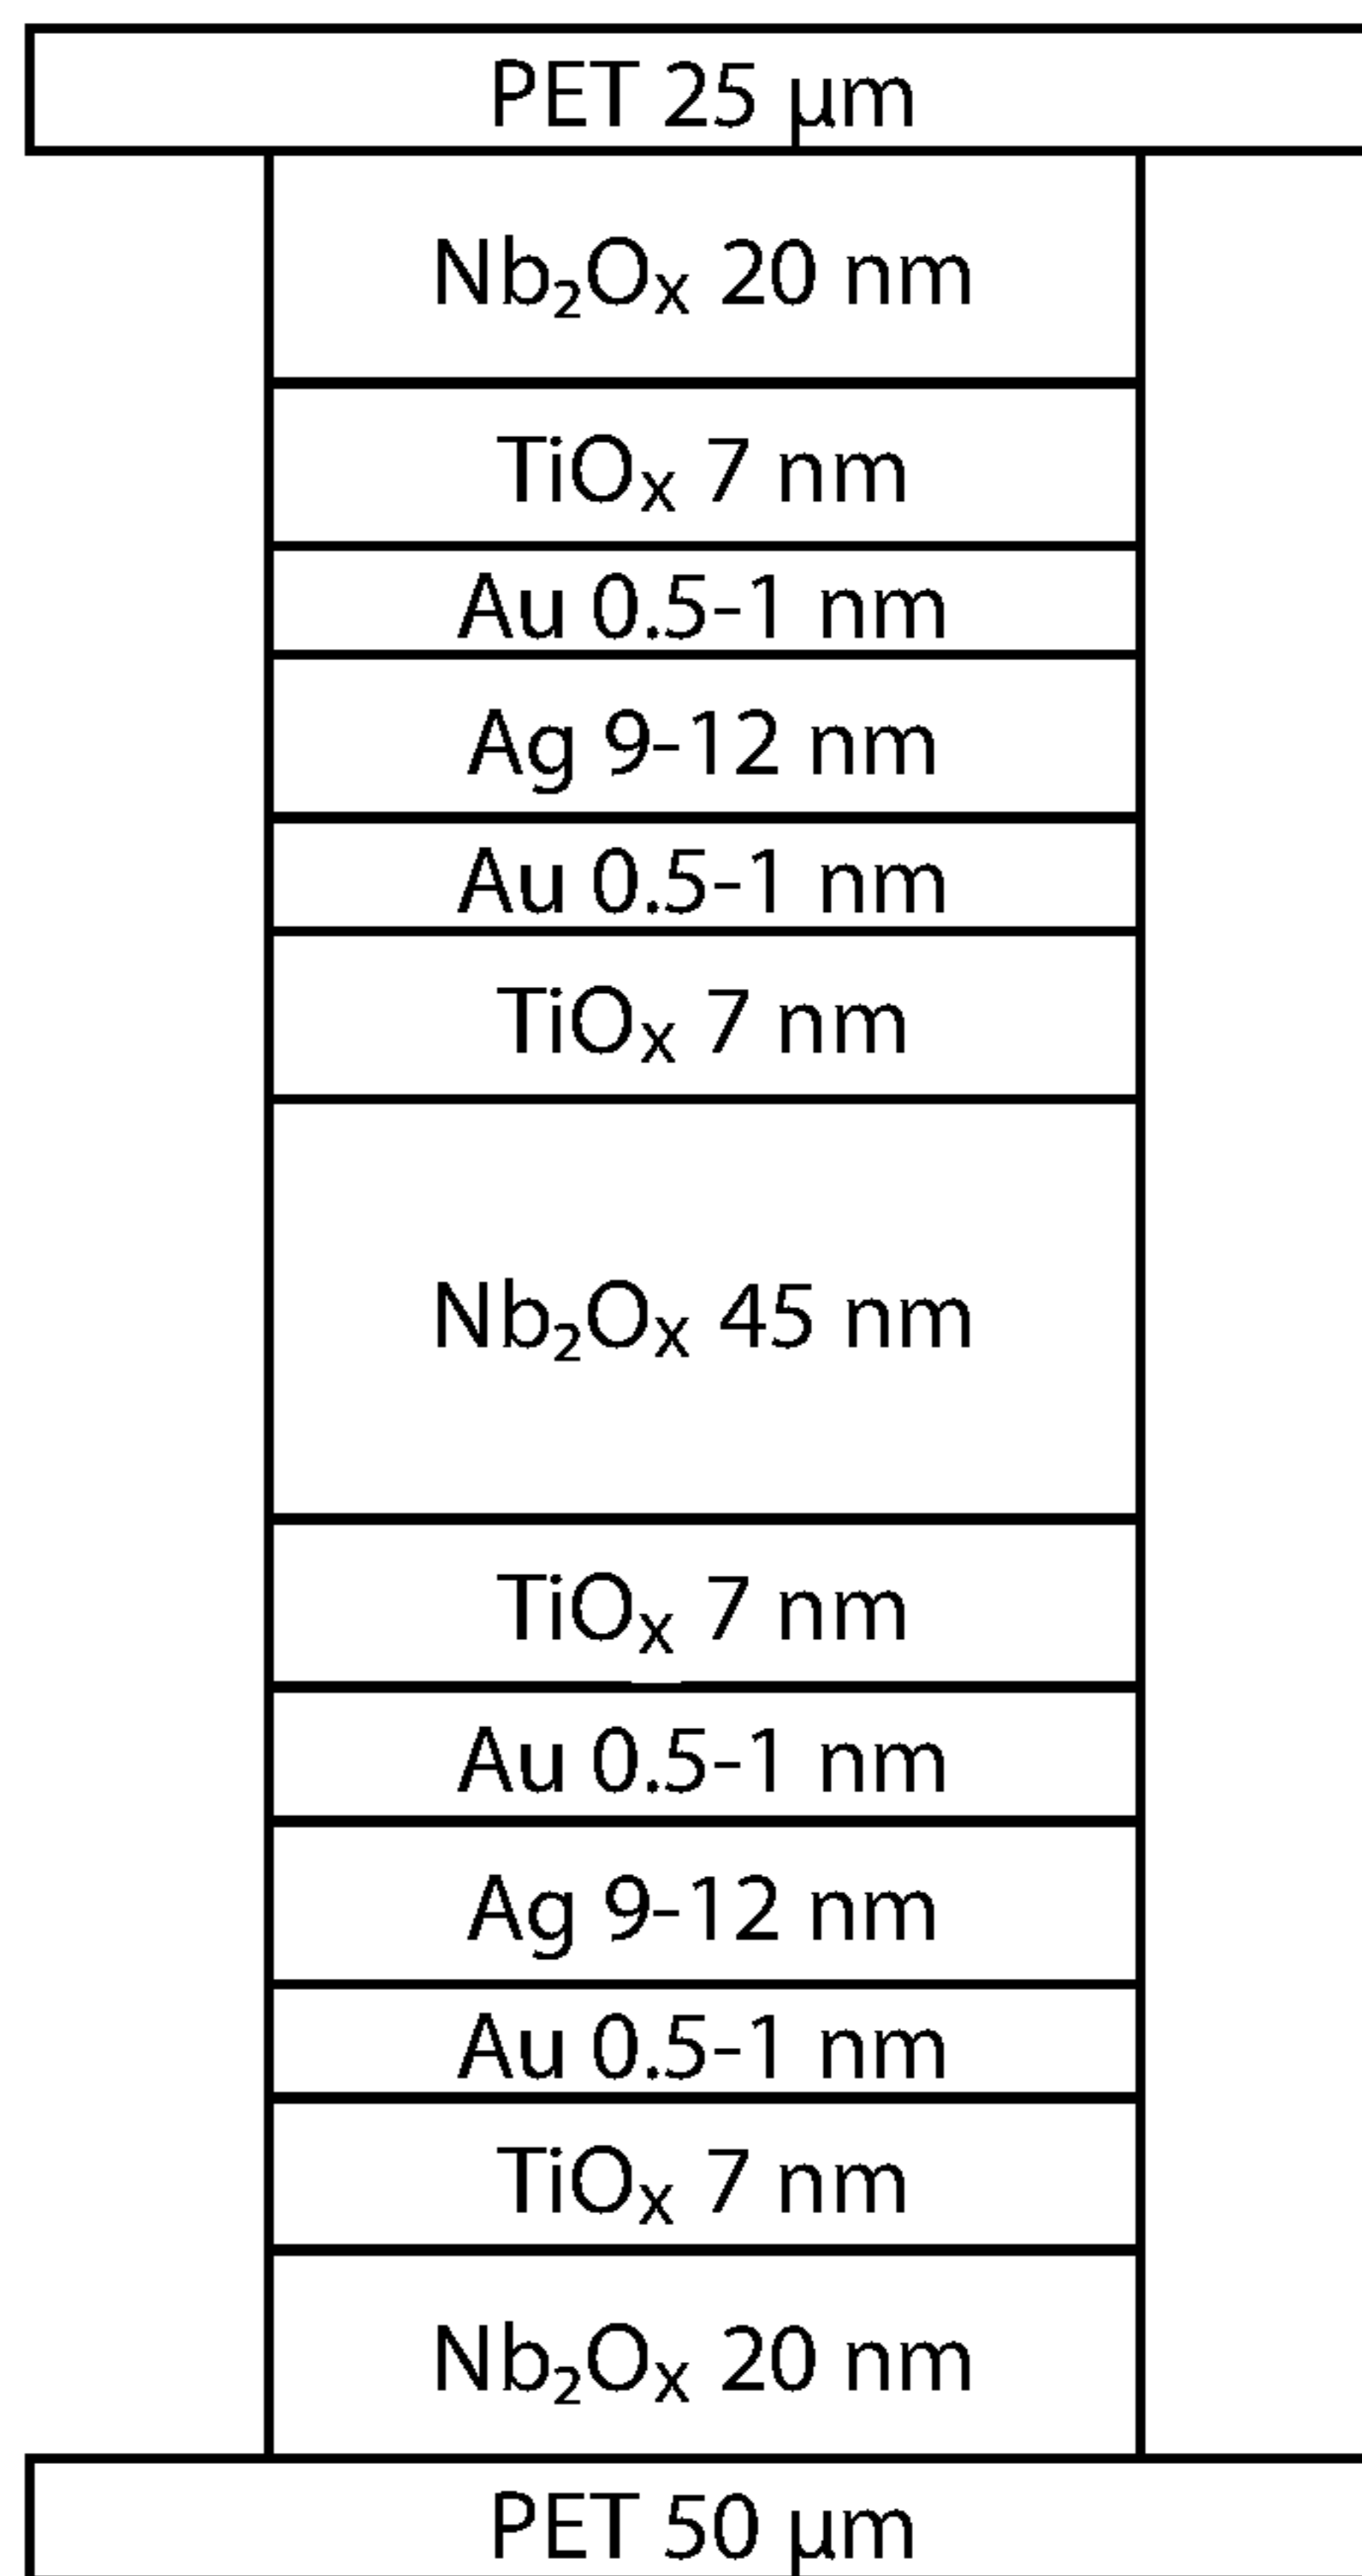 PET 25 µm
Nb₂Oₓ 20 nm
TiOₓ 7 nm
Au 0.5-1 nm
Ag 9-12 nm
Au 0.5-1 nm
TiOₓ 7 nm
Nb₂Oₓ 45 nm
TiOₓ 7 nm
Au 0.5-1 nm
Ag 9-12 nm
Au 0.5-1 nm
TiOₓ 7 nm
Nb₂Oₓ 20 nm
PET 50 µm